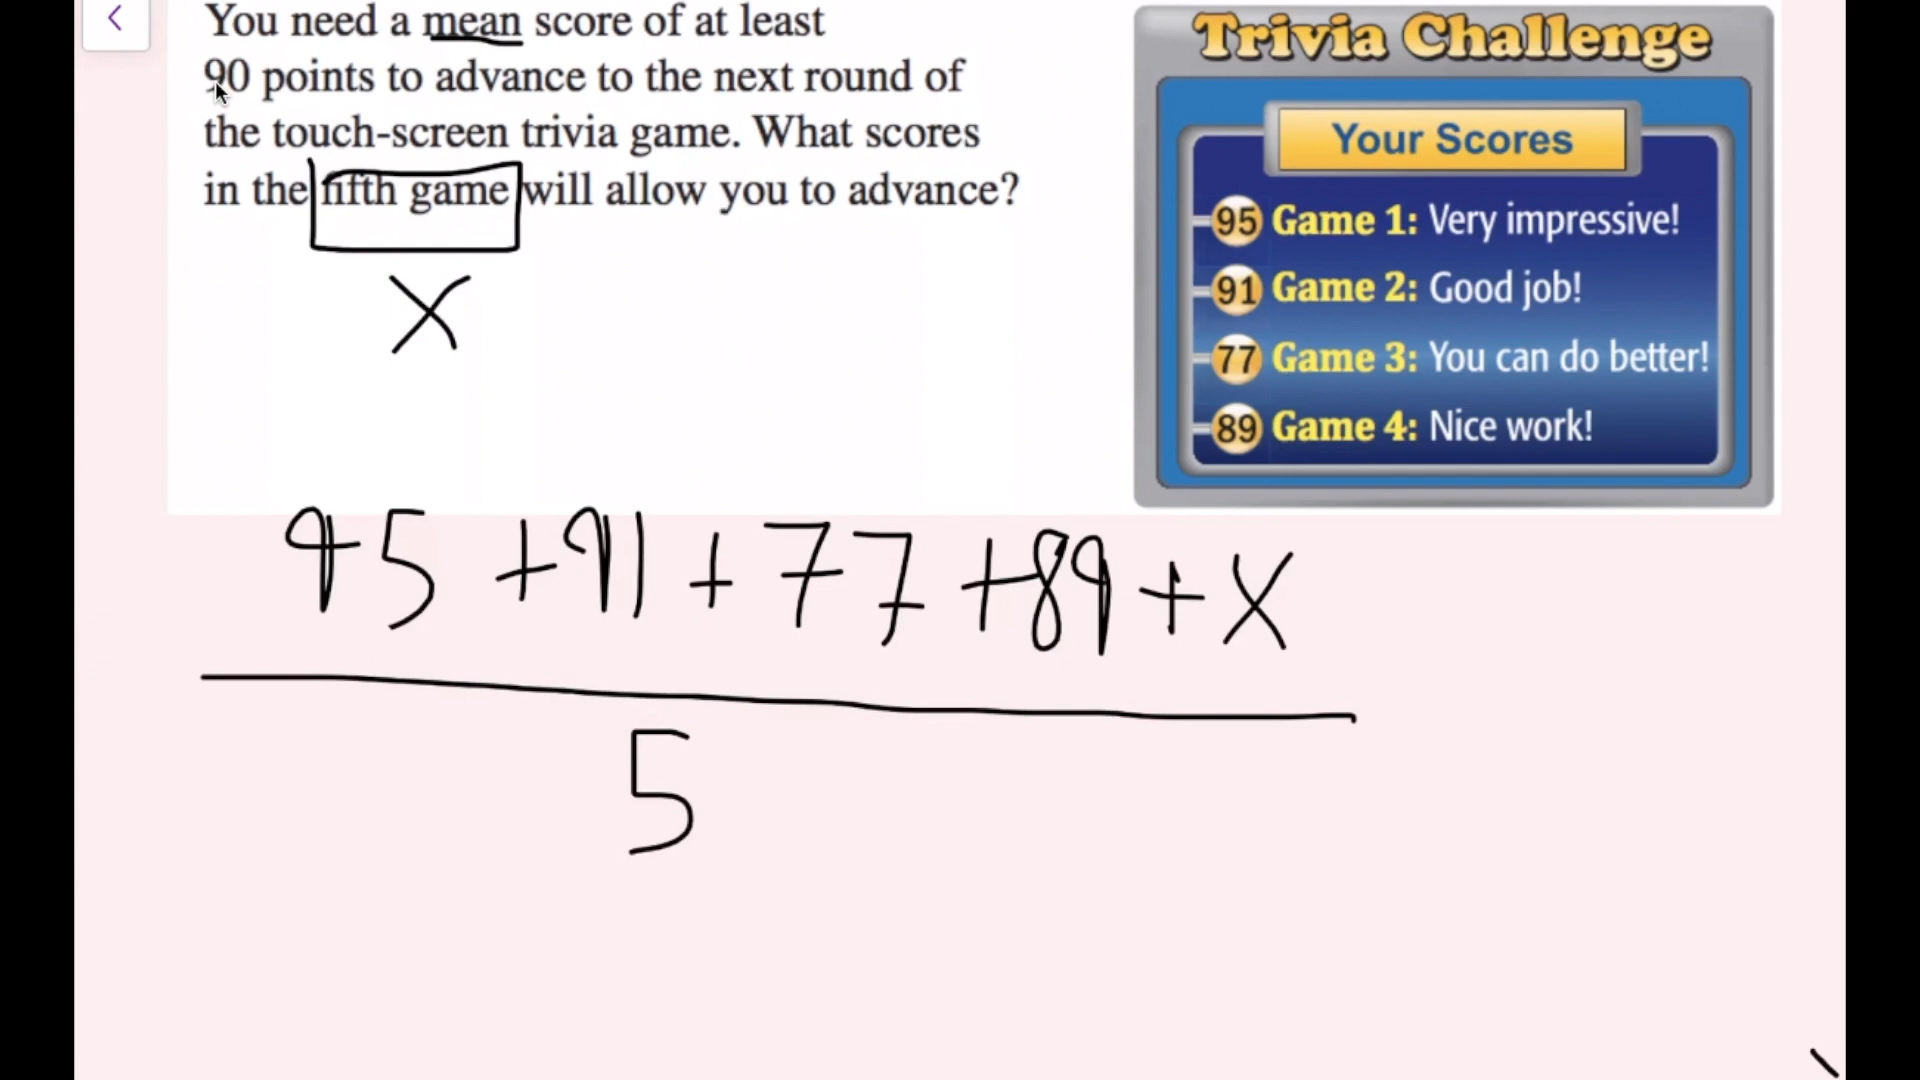 You need a mean score of at least
90 points to advance to the next round of
the touch-screen trivia game. What scores
in the fifth game will allow you to advance?
X
Trivia Challenge
Your Scores
95 Game 1: Very impressive!
91 Game 2: Good job!
77 Game 3: You can do better!
89 Game 4: Nice work!
95 + 91 + 77 + 89 + X
5